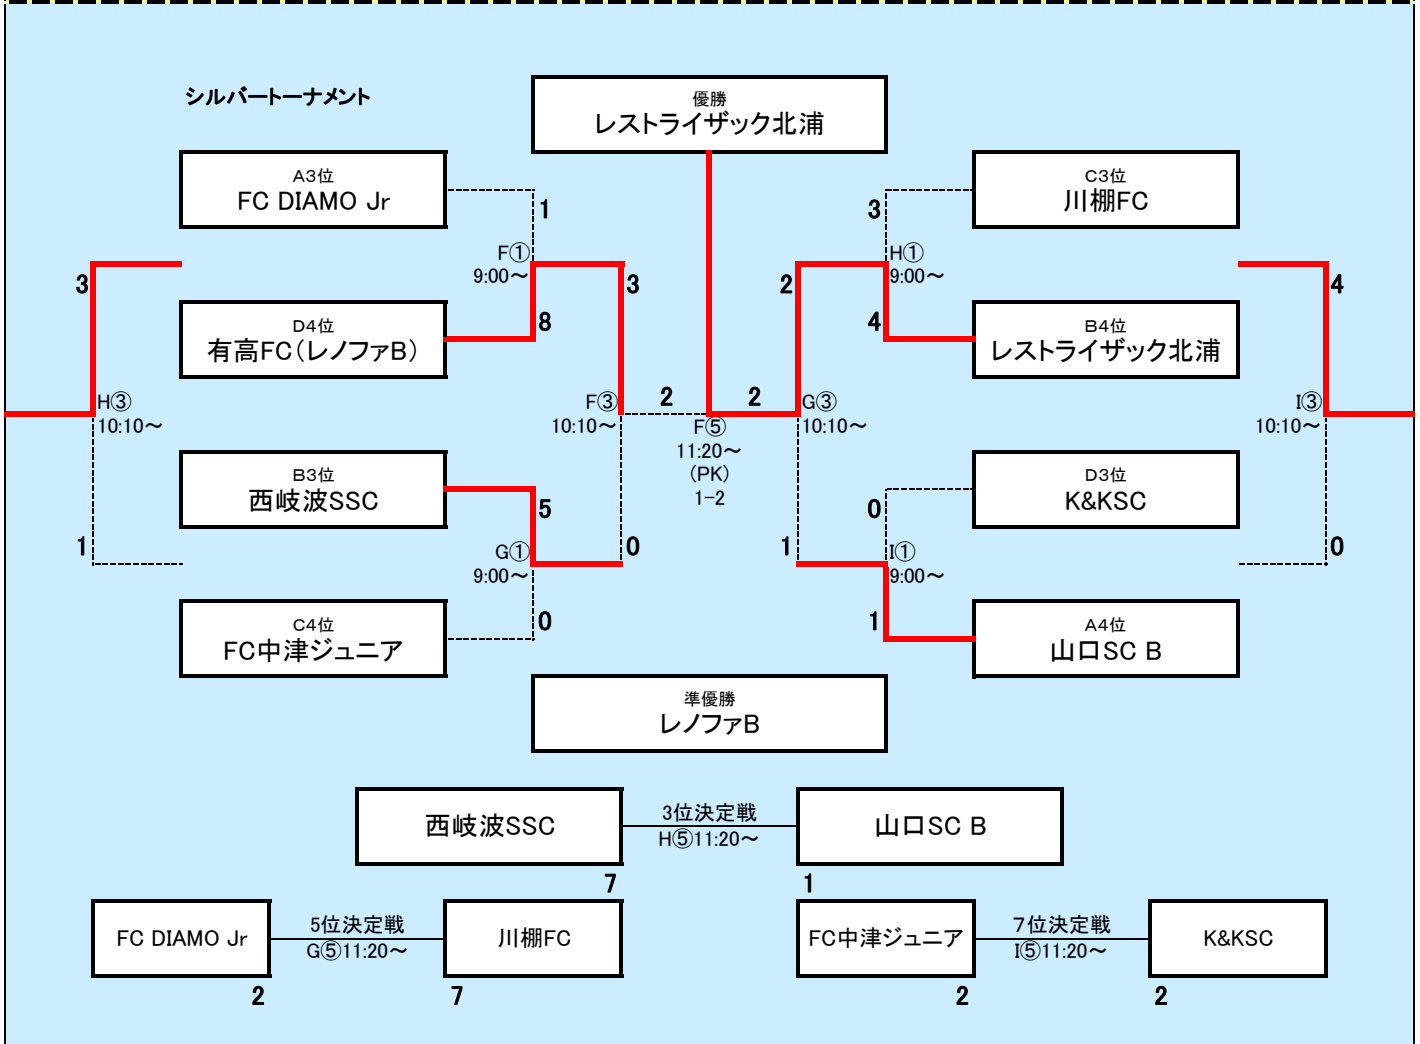 シルバートーナメント
優勝
レストライザック北浦
A3位
FC DIAMO Jr
C3位
川棚FC
1
3
F①
9:00～
H①
9:00～
3
3
2
4
8
4
D4位
有高FC（レノファB）
B4位
レストライザック北浦
H③
10:10～
F③
10:10～
2
2
G③
10:10～
I③
10:10～
F⑤
11:20～
(PK)
1-2
B3位
西岐波SSC
D3位
K&KSC
5
0
1
0
1
0
G①
9:00～
I①
9:00～
0
1
C4位
FC中津ジュニア
A4位
山口SC B
準優勝
レノファB
西岐波SSC
3位決定戦
H⑤11:20～
山口SC B
7
1
FC DIAMO Jr
5位決定戦
G⑤11:20～
川棚FC
FC中津ジュニア
7位決定戦
I⑤11:20～
K&KSC
2
7
2
2